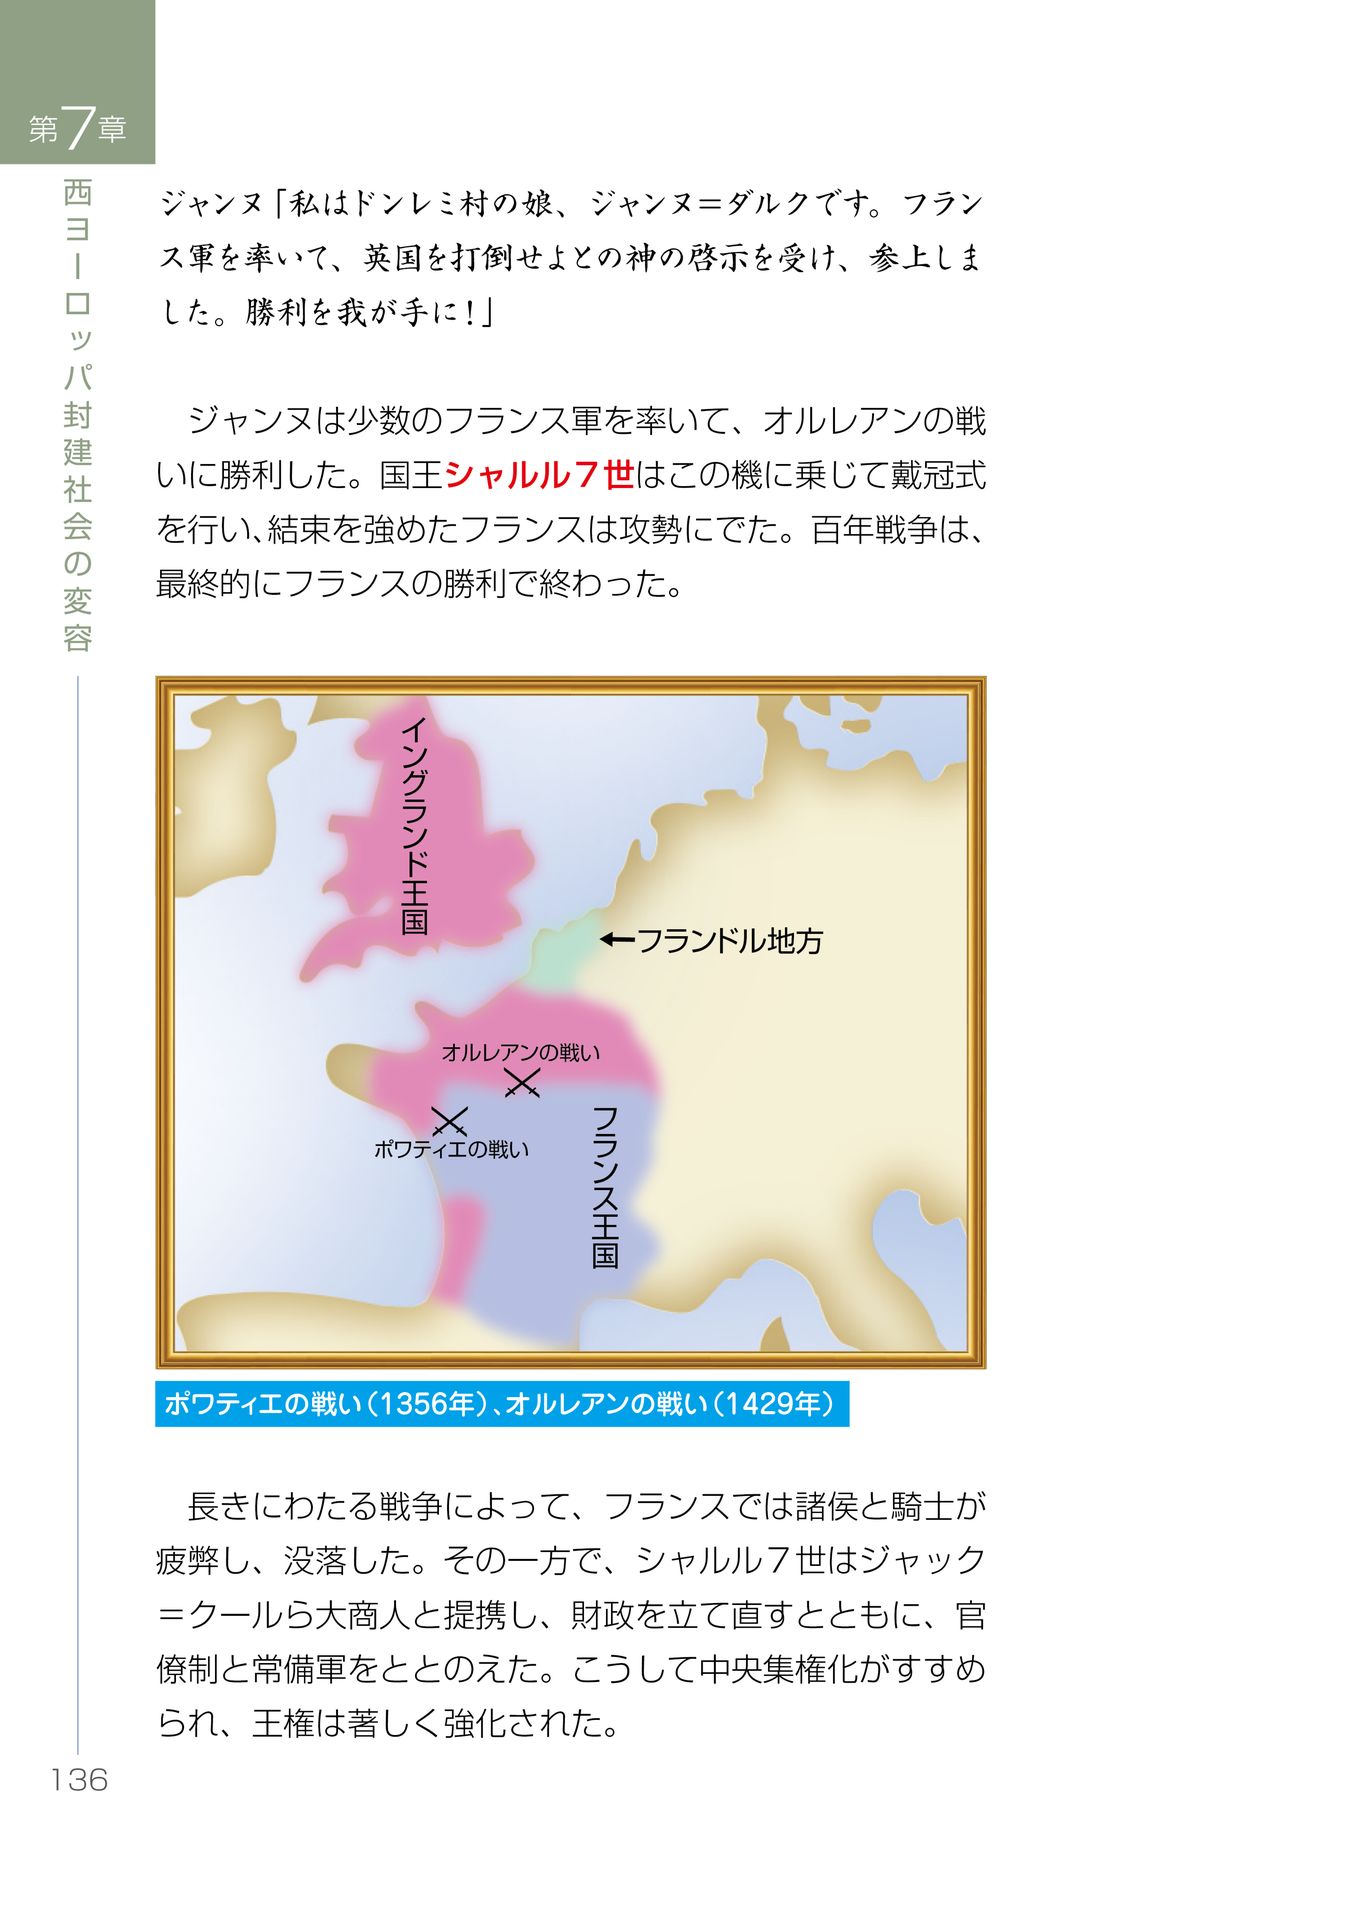 第7章
西ヨーロッパ封建社会の変容
ジャンヌ「私はドンレミ村の娘、ジャンヌ＝ダルクです。フラン
ス軍を率いて、英国を打倒せよとの神の啓示を受け、参上しま
した。勝利を我が手に！」
ジャンヌは少数のフランス軍を率いて、オルレアンの戦
いに勝利した。国王シャルル７世はこの機に乗じて戴冠式
を行い、結束を強めたフランスは攻勢にでた。百年戦争は、
最終的にフランスの勝利で終わった。
イングランド王国
←フランドル地方
オルレアンの戦い
ポワティエの戦い
フランス王国
ポワティエの戦い（1356年）、オルレアンの戦い（1429年）
長きにわたる戦争によって、フランスでは諸侯と騎士が
疲弊し、没落した。その一方で、シャルル７世はジャック
＝クールら大商人と提携し、財政を立て直すとともに、官
僚制と常備軍をととのえた。こうして中央集権化がすすめ
られ、王権は著しく強化された。
136